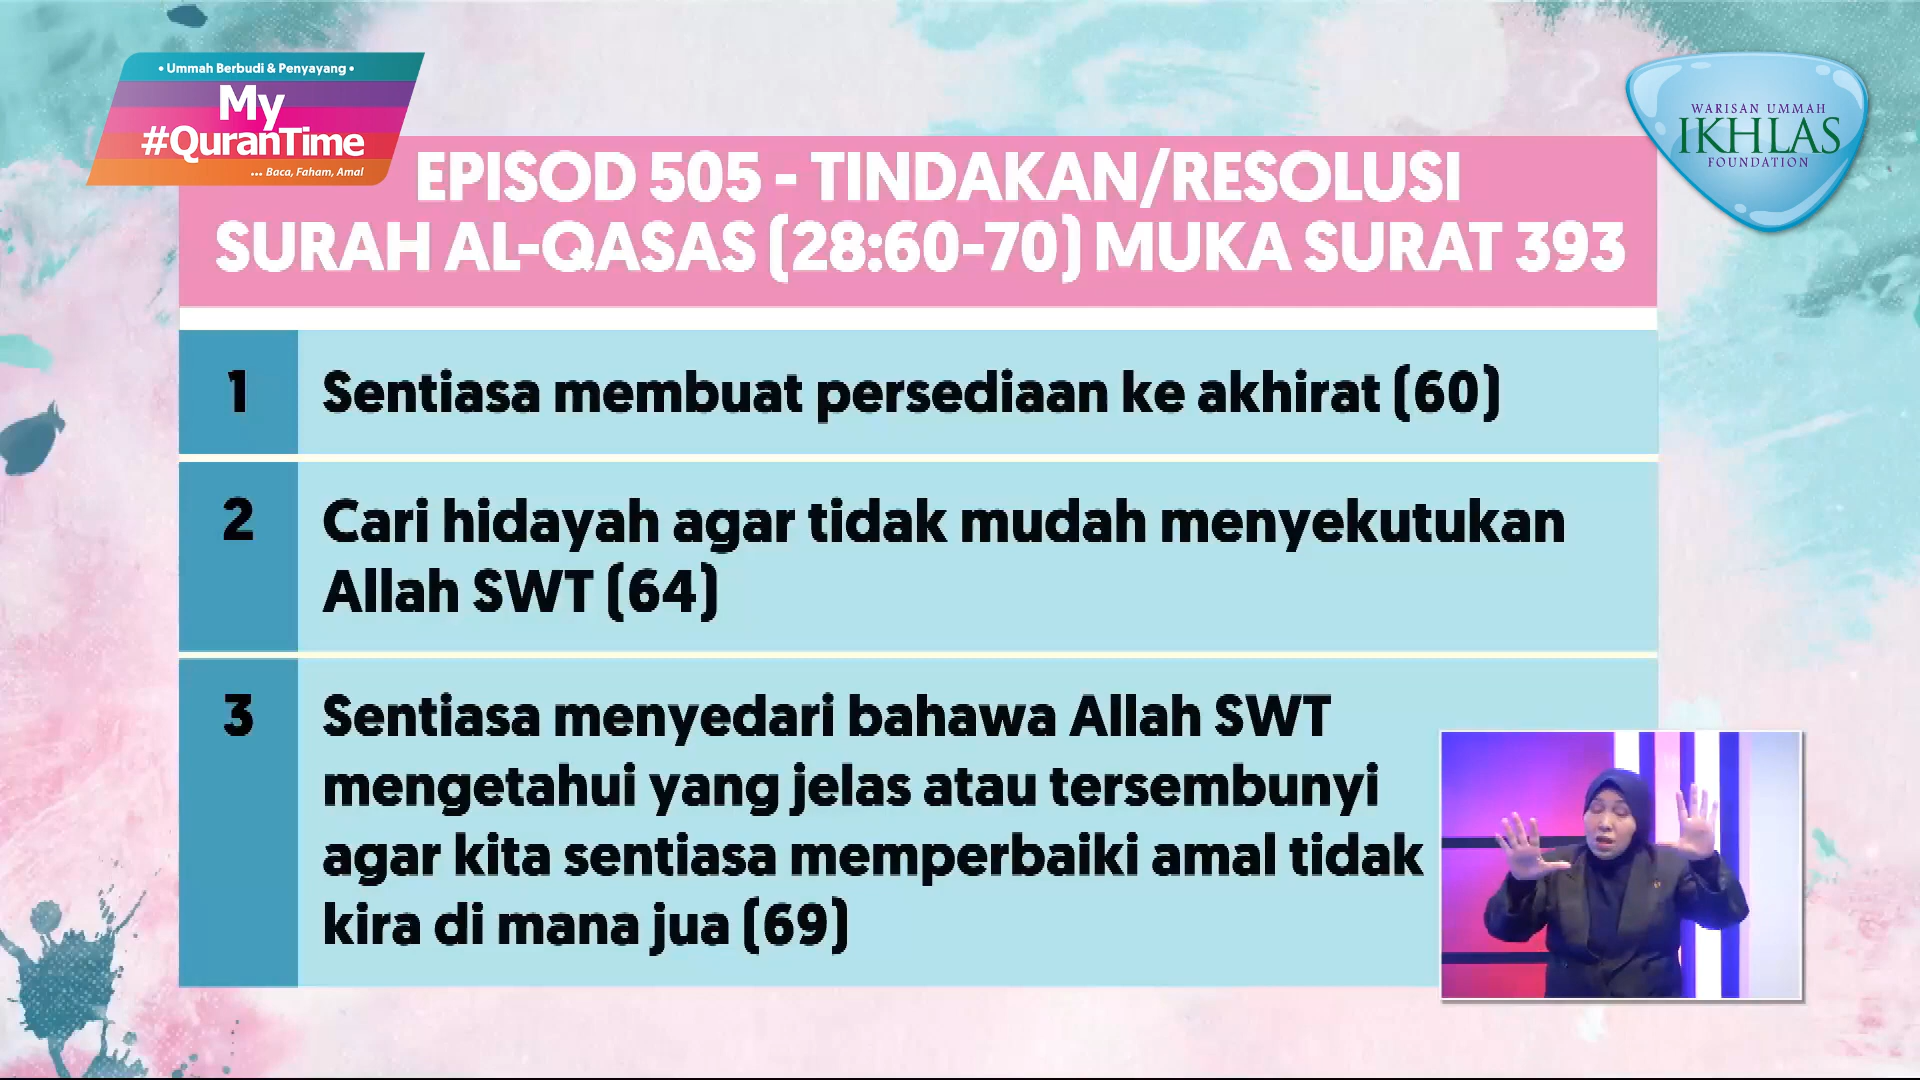 • Ummah Berbudi & Penyayang •
My
#QuranTime
... Baca, Faham, Amal
WARISAN UMMAH
IKHLAS
FOUNDATION
EPISOD 505 - TINDAKAN/RESOLUSI
SURAH AL-QASAS (28:60-70) MUKA SURAT 393
1 Sentiasa membuat persediaan ke akhirat (60)
2 Cari hidayah agar tidak mudah menyekutukan
Allah SWT (64)
3 Sentiasa menyedari bahawa Allah SWT
mengetahui yang jelas atau tersembunyi
agar kita sentiasa memperbaiki amal tidak
kira di mana jua (69)